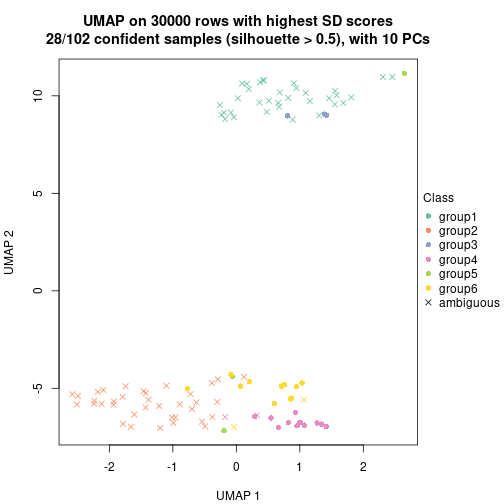 UMAP on 30000 rows with highest SD scores
28/102 confident samples (silhouette > 0.5), with 10 PCs
10
5
0
-5
UMAP 2
-2
-1
0
1
2
UMAP 1
Class
group1
group2
group3
group4
group5
group6
ambiguous